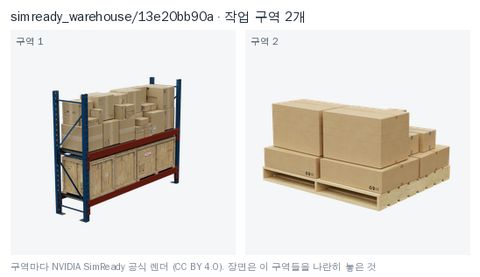 simready_warehouse/13e20bb90a · 작업 구역 2개
구역 1
구역 2
구역마다 NVIDIA SimReady 공식 렌더 (CC BY 4.0). 장면은 이 구역들을 나란히 놓은 것